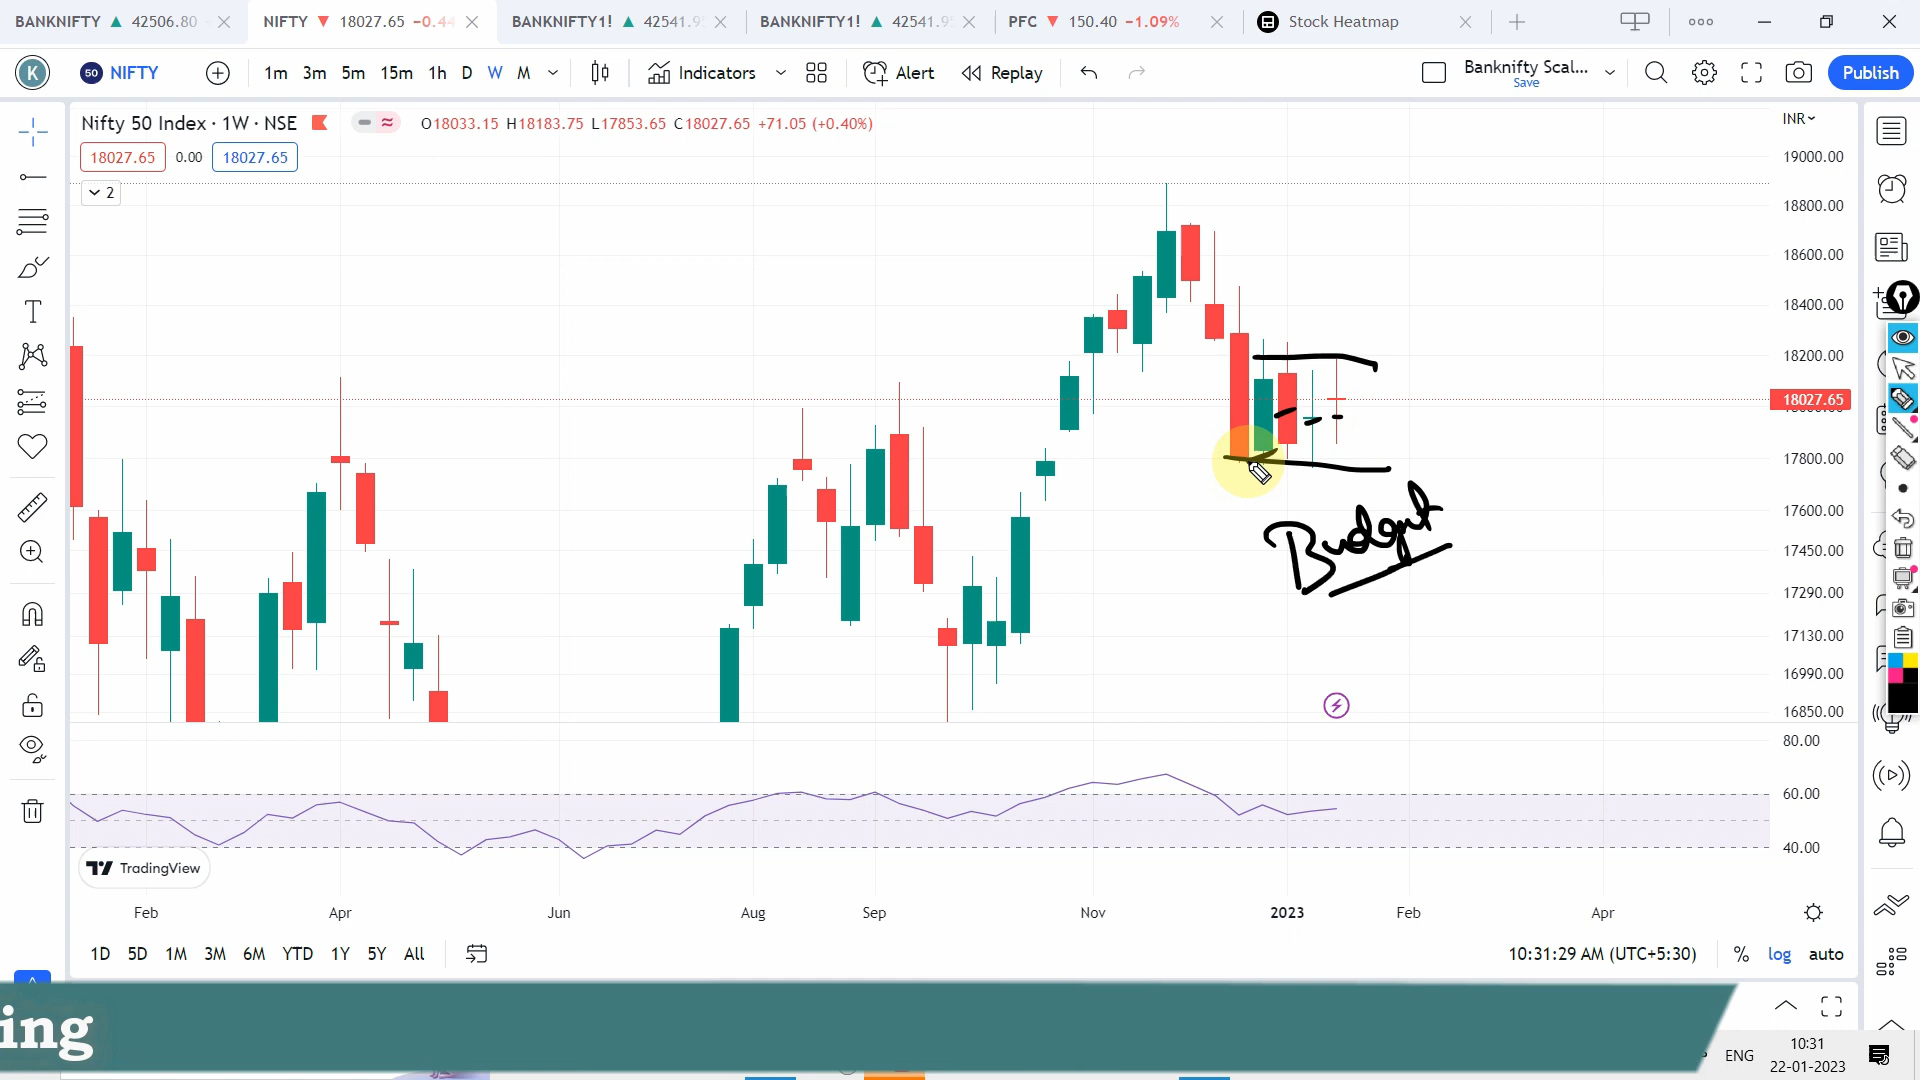 BANKNIFTY ▲ 42506.80
NIFTY ▼ 18027.65 −0.44
BANKNIFTY1! ▲ 42541.95
BANKNIFTY1! ▲ 42541.95
PFC ▼ 150.40 −1.09%
Stock Heatmap
K
50 NIFTY
1m 3m 5m 15m 1h D W M
Indicators
Alert
Replay
Banknifty Scal...
Save
Publish
Nifty 50 Index · 1W · NSE
O18033.15 H18183.75 L17853.65 C18027.65 +71.05 (+0.40%)
INR
18027.65 0.00 18027.65
2
19000.00
18800.00
18600.00
18400.00
18200.00
18027.65
17800.00
17600.00
17450.00
17290.00
17130.00
16990.00
16850.00
80.00
60.00
40.00
Budget
TradingView
Feb Apr Jun Aug Sep Nov 2023 Feb Apr
1D 5D 1M 3M 6M YTD 1Y 5Y All
10:31:29 AM (UTC+5:30)
% log auto
ing
ENG
10:31
22-01-2023